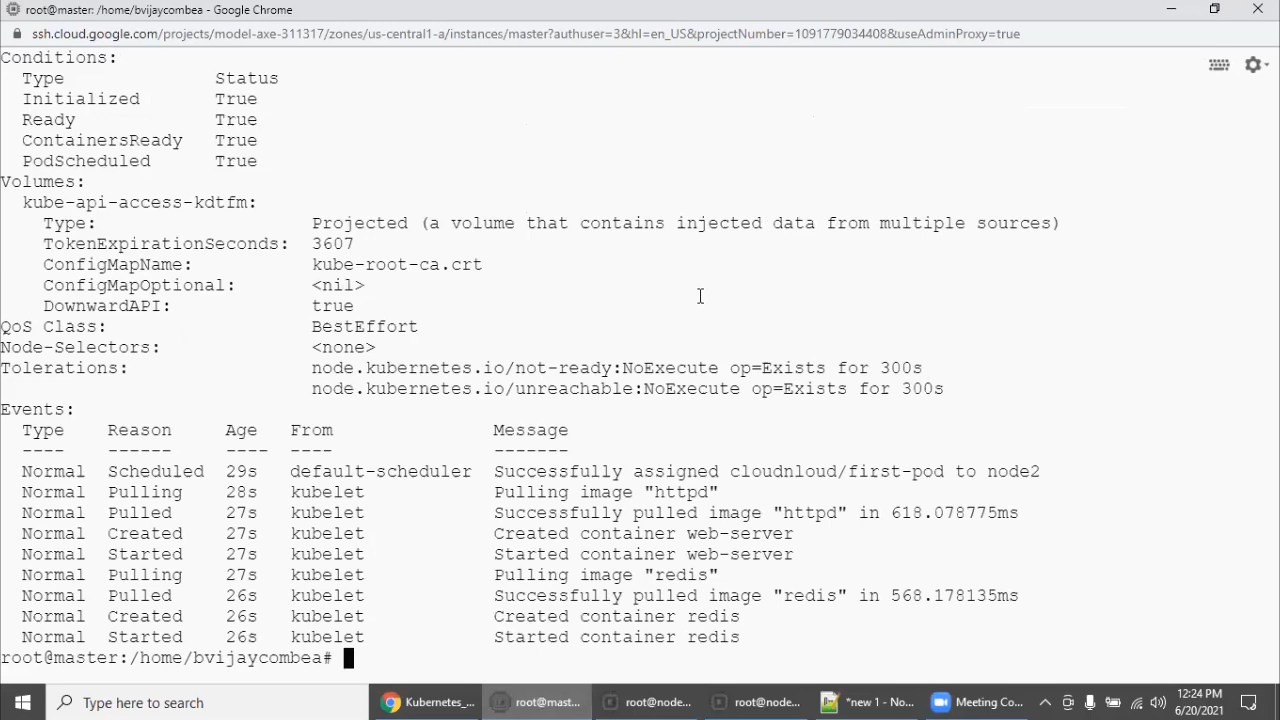 root@master: /home/bvijaycombea - Google Chrome
ssh.cloud.google.com/projects/model-axe-311317/zones/us-central1-a/instances/master?authuser=3&hl=en_US&projectNumber=1091779034408&useAdminProxy=true
Conditions:
Type Status
Initialized True
Ready True
ContainersReady True
PodScheduled True
Volumes:
kube-api-access-kdtfm:
Type: Projected (a volume that contains injected data from multiple sources)
TokenExpirationSeconds: 3607
ConfigMapName: kube-root-ca.crt
ConfigMapOptional: <nil>
DownwardAPI: true
QoS Class: BestEffort
Node-Selectors: <none>
Tolerations: node.kubernetes.io/not-ready:NoExecute op=Exists for 300s
node.kubernetes.io/unreachable:NoExecute op=Exists for 300s
Events:
Type Reason Age From Message
---- ------ ---- ---- -------
Normal Scheduled 29s default-scheduler Successfully assigned cloudnloud/first-pod to node2
Normal Pulling 28s kubelet Pulling image "httpd"
Normal Pulled 27s kubelet Successfully pulled image "httpd" in 618.078775ms
Normal Created 27s kubelet Created container web-server
Normal Started 27s kubelet Started container web-server
Normal Pulling 27s kubelet Pulling image "redis"
Normal Pulled 26s kubelet Successfully pulled image "redis" in 568.178135ms
Normal Created 26s kubelet Created container redis
Normal Started 26s kubelet Started container redis
root@master:/home/bvijaycombea#
Type here to search Kubernetes_... root@mast... root@node... root@node... *new 1 - No... Meeting Co... 12:24 PM
6/20/2021